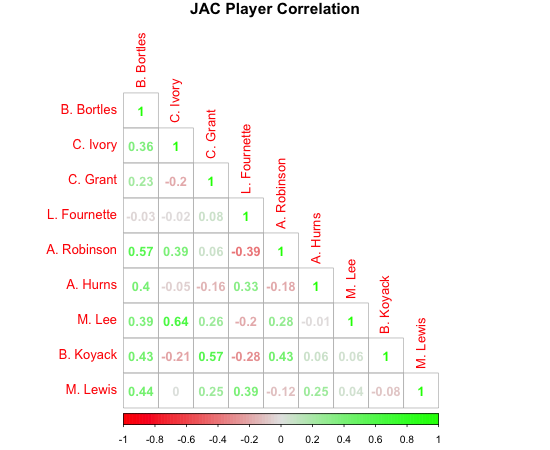 JAC Player Correlation
B. Bortles
C. Ivory
C. Grant
L. Fournette
A. Robinson
A. Hurns
M. Lee
B. Koyack
M. Lewis
B. Bortles 1
C. Ivory 0.36 1
C. Grant 0.23 -0.2 1
L. Fournette -0.03 -0.02 0.08 1
A. Robinson 0.57 0.39 0.06 -0.39 1
A. Hurns 0.4 -0.05 -0.16 0.33 -0.18 1
M. Lee 0.39 0.64 0.26 -0.2 0.28 -0.01 1
B. Koyack 0.43 -0.21 0.57 -0.28 0.43 0.06 0.06 1
M. Lewis 0.44 0 0.25 0.39 -0.12 0.25 0.04 -0.08 1
-1 -0.8 -0.6 -0.4 -0.2 0 0.2 0.4 0.6 0.8 1